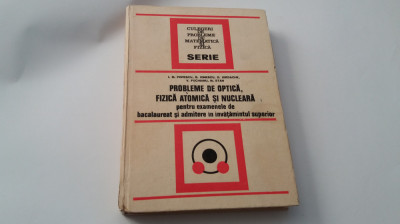 CULEGERI
DE
PROBLEME
DE
MATEMATICĂ
ȘI
FIZICĂ
SERIE
PROBLEME DE OPTICĂ,
FIZICĂ ATOMICĂ ȘI NUCLEARĂ
pentru examenele de
bacalaureat și admitere în învățămîntul superior